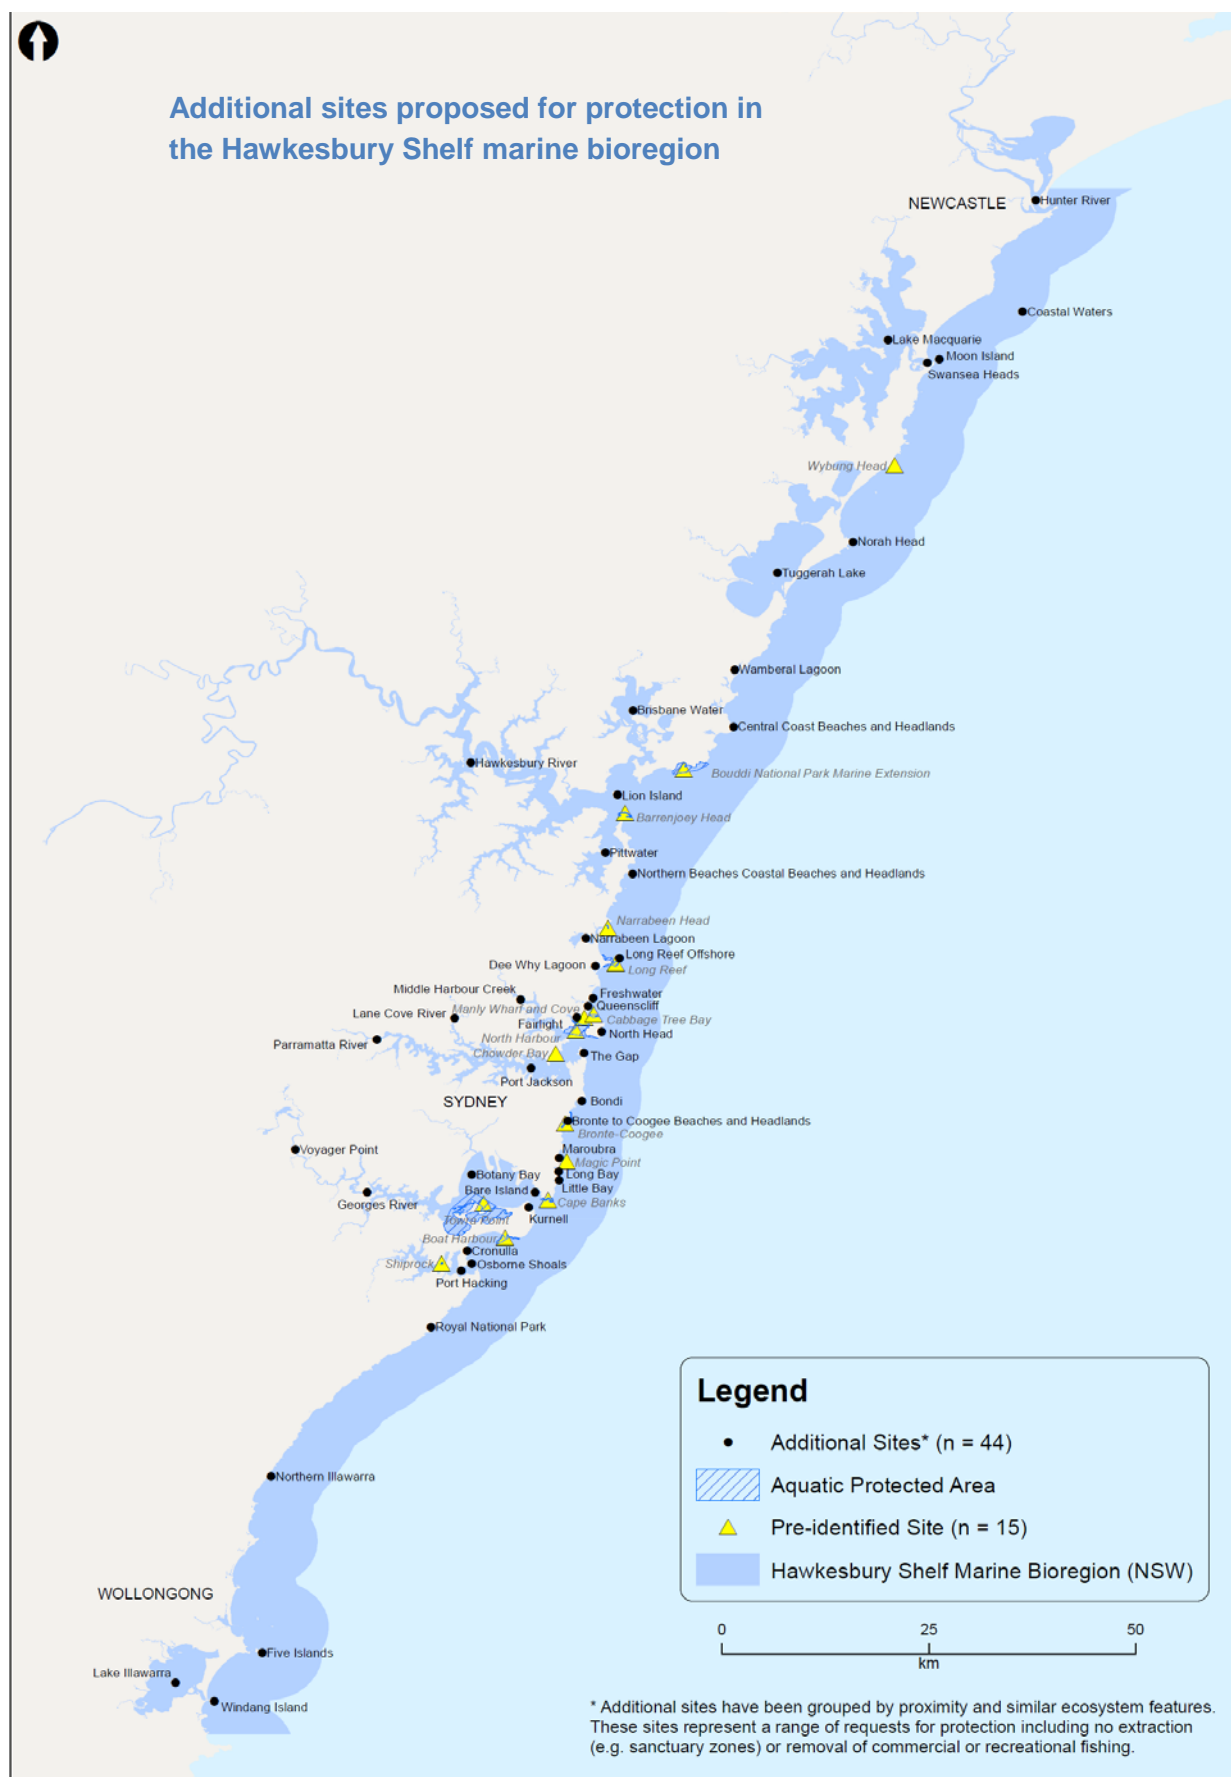 Additional sites proposed for protection in
the Hawkesbury Shelf marine bioregion
NEWCASTLE
Hunter River
Coastal Waters
Lake Macquarie
Moon Island
Swansea Heads
Wybung Head
Norah Head
Tuggerah Lake
Wamberal Lagoon
Brisbane Water
Central Coast Beaches and Headlands
Hawkesbury River
Bouddi National Park Marine Extension
Lion Island
Barrenjoey Head
Pittwater
Northern Beaches Coastal Beaches and Headlands
Narrabeen Head
Narrabeen Lagoon
Long Reef Offshore
Dee Why Lagoon
Long Reef
Middle Harbour Creek
Freshwater
Queenscliff
Manly Wharf and Cove
Lane Cove River
Cabbage Tree Bay
Fairlight
North Head
North Harbour
Parramatta River
Chowder Bay
The Gap
Port Jackson
SYDNEY
Bondi
Bronte to Coogee Beaches and Headlands
Bronte-Coogee
Voyager Point
Maroubra
Magic Point
Botany Bay
Long Bay
Bare Island
Little Bay
Georges River
Cape Banks
Towra Point
Kurnell
Boat Harbour
Cronulla
Shiprock
Osborne Shoals
Port Hacking
Royal National Park
Northern Illawarra
WOLLONGONG
Five Islands
Lake Illawarra
Windang Island
Legend
Additional Sites* (n = 44)
Aquatic Protected Area
Pre-identified Site (n = 15)
Hawkesbury Shelf Marine Bioregion (NSW)
0 25 50
km
* Additional sites have been grouped by proximity and similar ecosystem features.
These sites represent a range of requests for protection including no extraction
(e.g. sanctuary zones) or removal of commercial or recreational fishing.